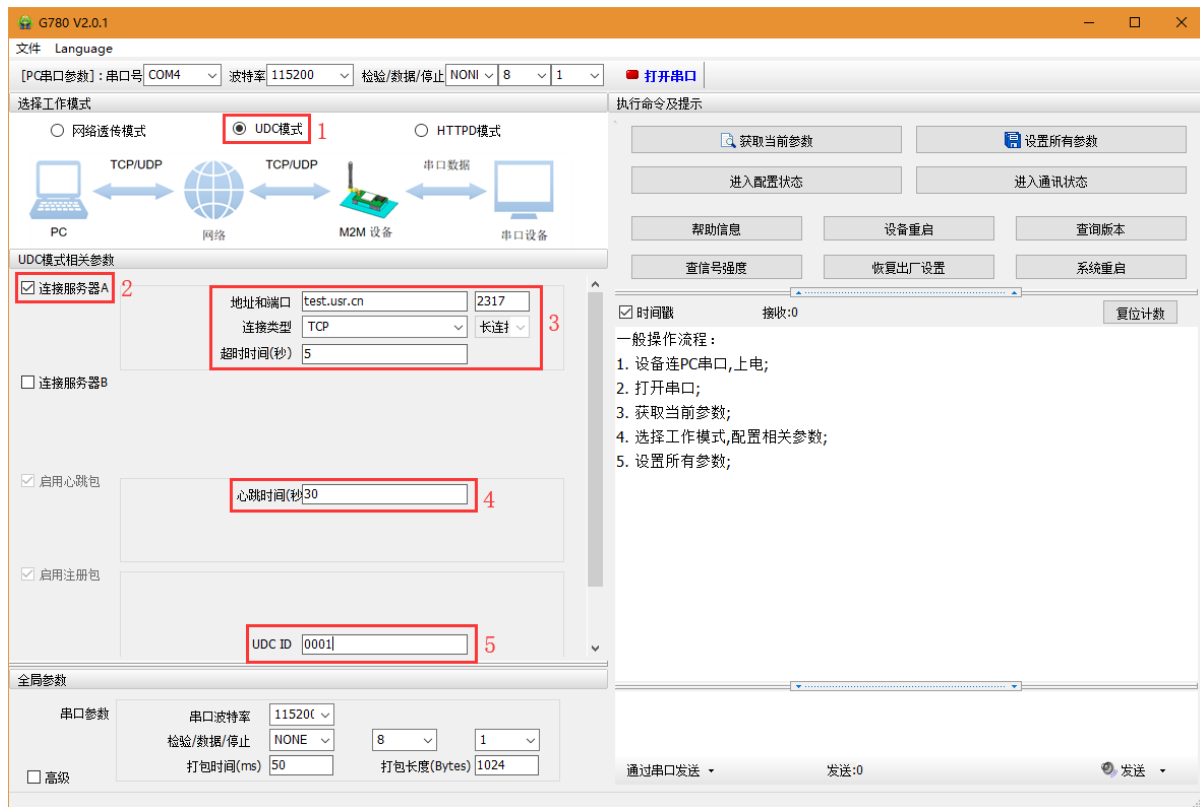 G780 V2.0.1
文件 Language
[PC串口参数]：串口号 COM4 波特率 115200 检验/数据/停止 NONI 8 1 打开串口
选择工作模式
网络透传模式 UDC模式 1 HTTPD模式
TCP/UDP TCP/UDP 串口数据
PC 网络 M2M 设备 串口设备
UDC模式相关参数
连接服务器A 2
地址和端口 test.usr.cn 2317
连接类型 TCP 长连扌 3
超时时间(秒) 5
连接服务器B
启用心跳包
心跳时间(秒 30 4
启用注册包
UDC ID 0001 5
全局参数
串口参数 串口波特率 115200
检验/数据/停止 NONE 8 1
打包时间(ms) 50 打包长度(Bytes) 1024
高级
执行命令及提示
获取当前参数 设置所有参数
进入配置状态 进入通讯状态
帮助信息 设备重启 查询版本
查信号强度 恢复出厂设置 系统重启
时间戳 接收:0 复位计数
一般操作流程：
1. 设备连PC串口,上电;
2. 打开串口;
3. 获取当前参数;
4. 选择工作模式,配置相关参数;
5. 设置所有参数;
通过串口发送 发送:0 发送